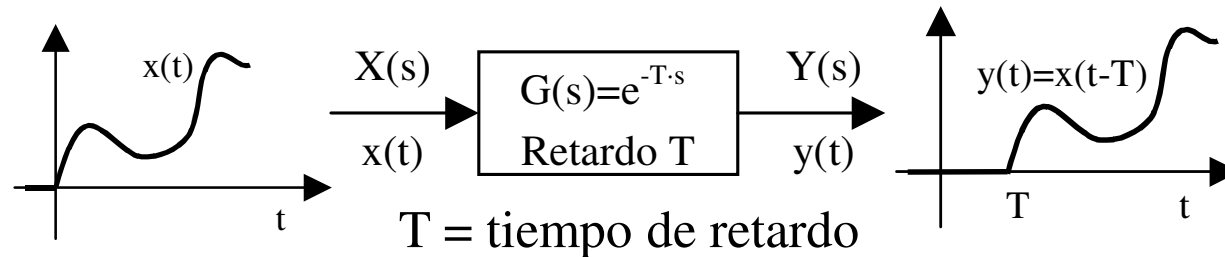 x(t)
t
X(s)
x(t)
G(s)=e^-T·s
Retardo T
Y(s)
y(t)
y(t)=x(t-T)
T
t
T = tiempo de retardo